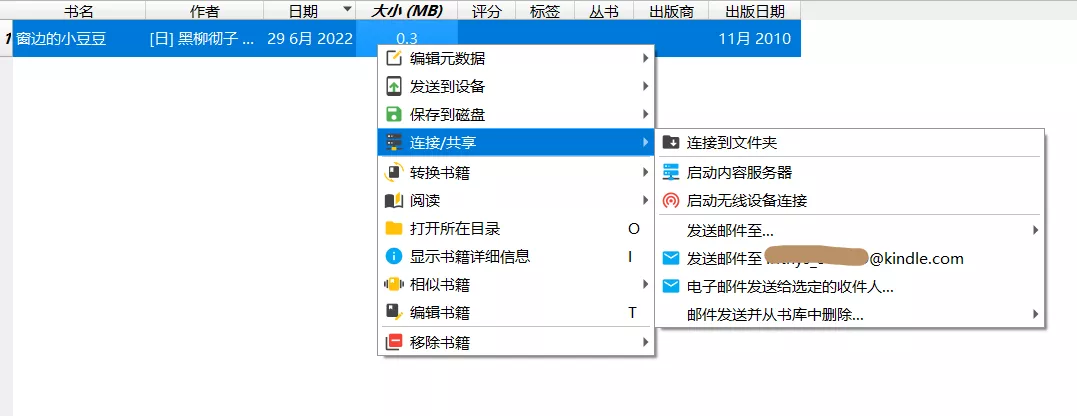 书名 作者 日期 大小 (MB) 评分 标签 丛书 出版商 出版日期
1 窗边的小豆豆 [日] 黑柳彻子 ... 29 6月 2022 0.3 11月 2010
编辑元数据
发送到设备
保存到磁盘
连接/共享
转换书籍
阅读
打开所在目录 O
显示书籍详细信息 I
相似书籍
编辑书籍 T
移除书籍
连接到文件夹
启动内容服务器
启动无线设备连接
发送邮件至...
发送邮件至 @kindle.com
电子邮件发送给选定的收件人...
邮件发送并从书库中删除...